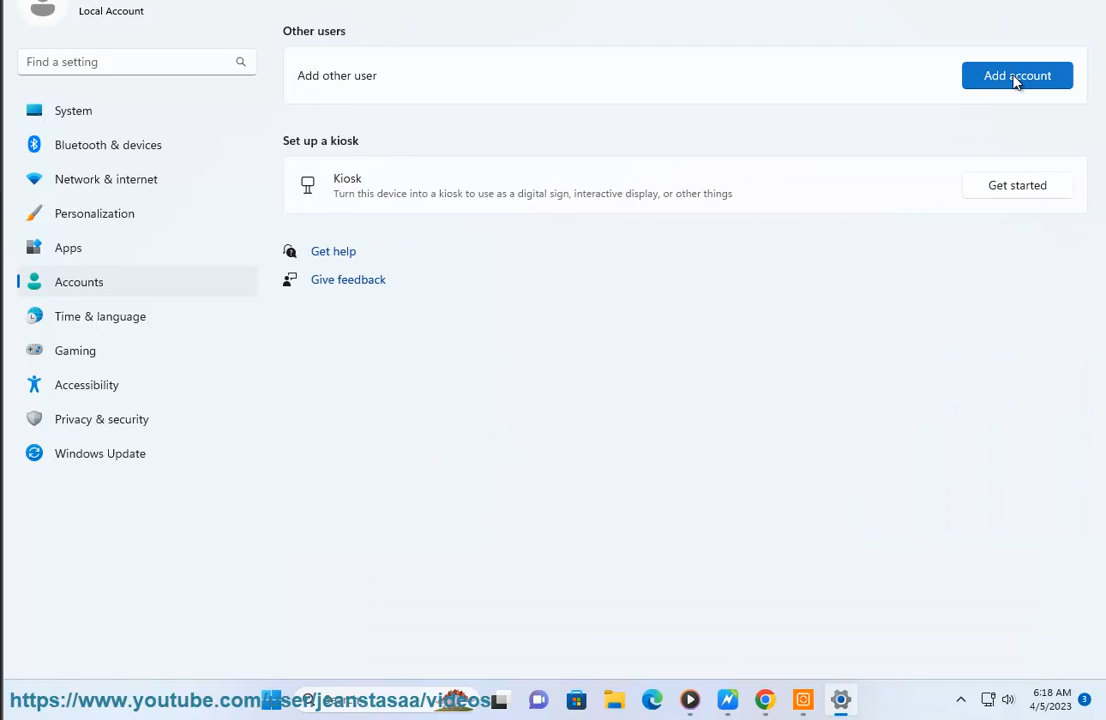 Local Account
Find a setting
System
Bluetooth & devices
Network & internet
Personalization
Apps
Accounts
Time & language
Gaming
Accessibility
Privacy & security
Windows Update
Other users
Add other user
Add account
Set up a kiosk
Kiosk
Turn this device into a kiosk to use as a digital sign, interactive display, or other things
Get started
Get help
Give feedback
6:18 AM
4/5/2023
3